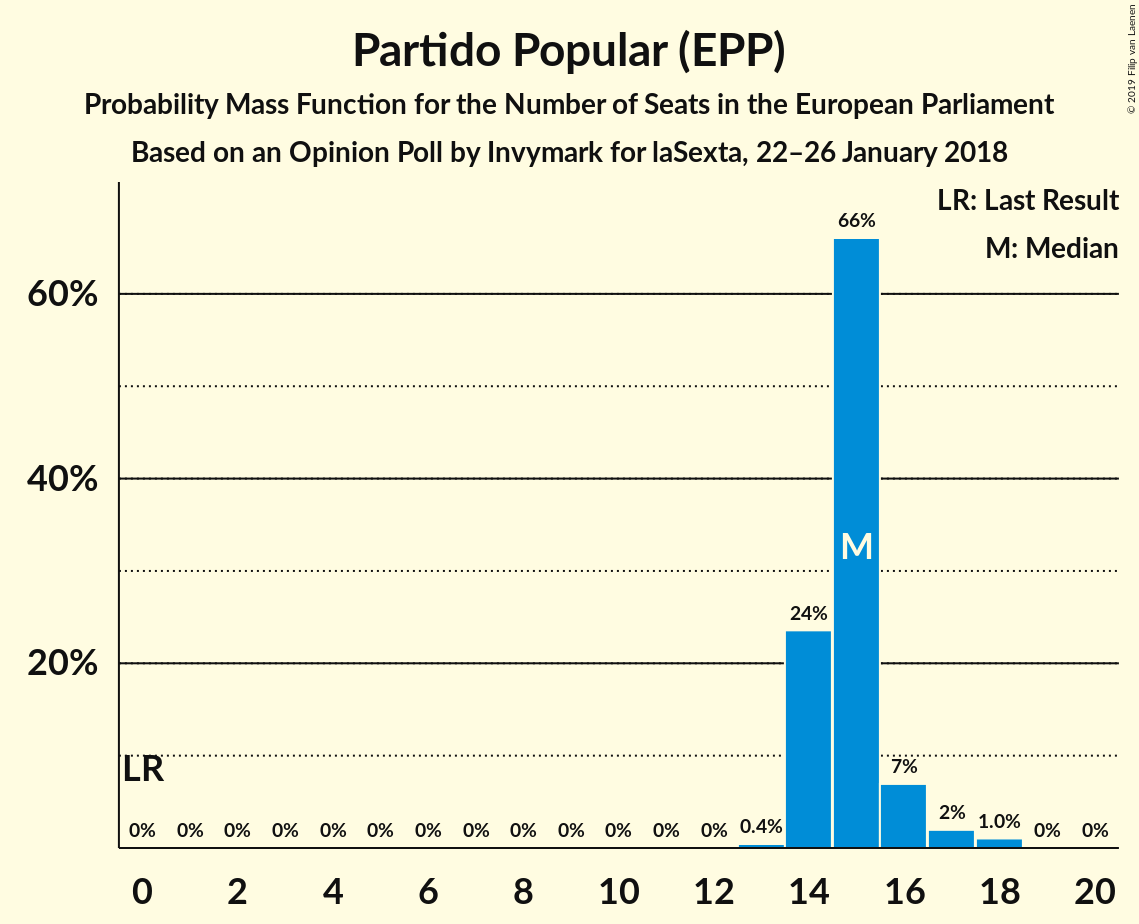 Partido Popular (EPP)
Probability Mass Function for the Number of Seats in the European Parliament
Based on an Opinion Poll by Invymark for laSexta, 22–26 January 2018
© 2019 Filip van Laenen
LR: Last Result
M: Median
60%
40%
20%
66%
M
24%
LR
7%
0% 0% 0% 0% 0% 0% 0% 0% 0% 0% 0% 0% 0% 0.4% 2% 1.0% 0% 0%
0 2 4 6 8 10 12 14 16 18 20